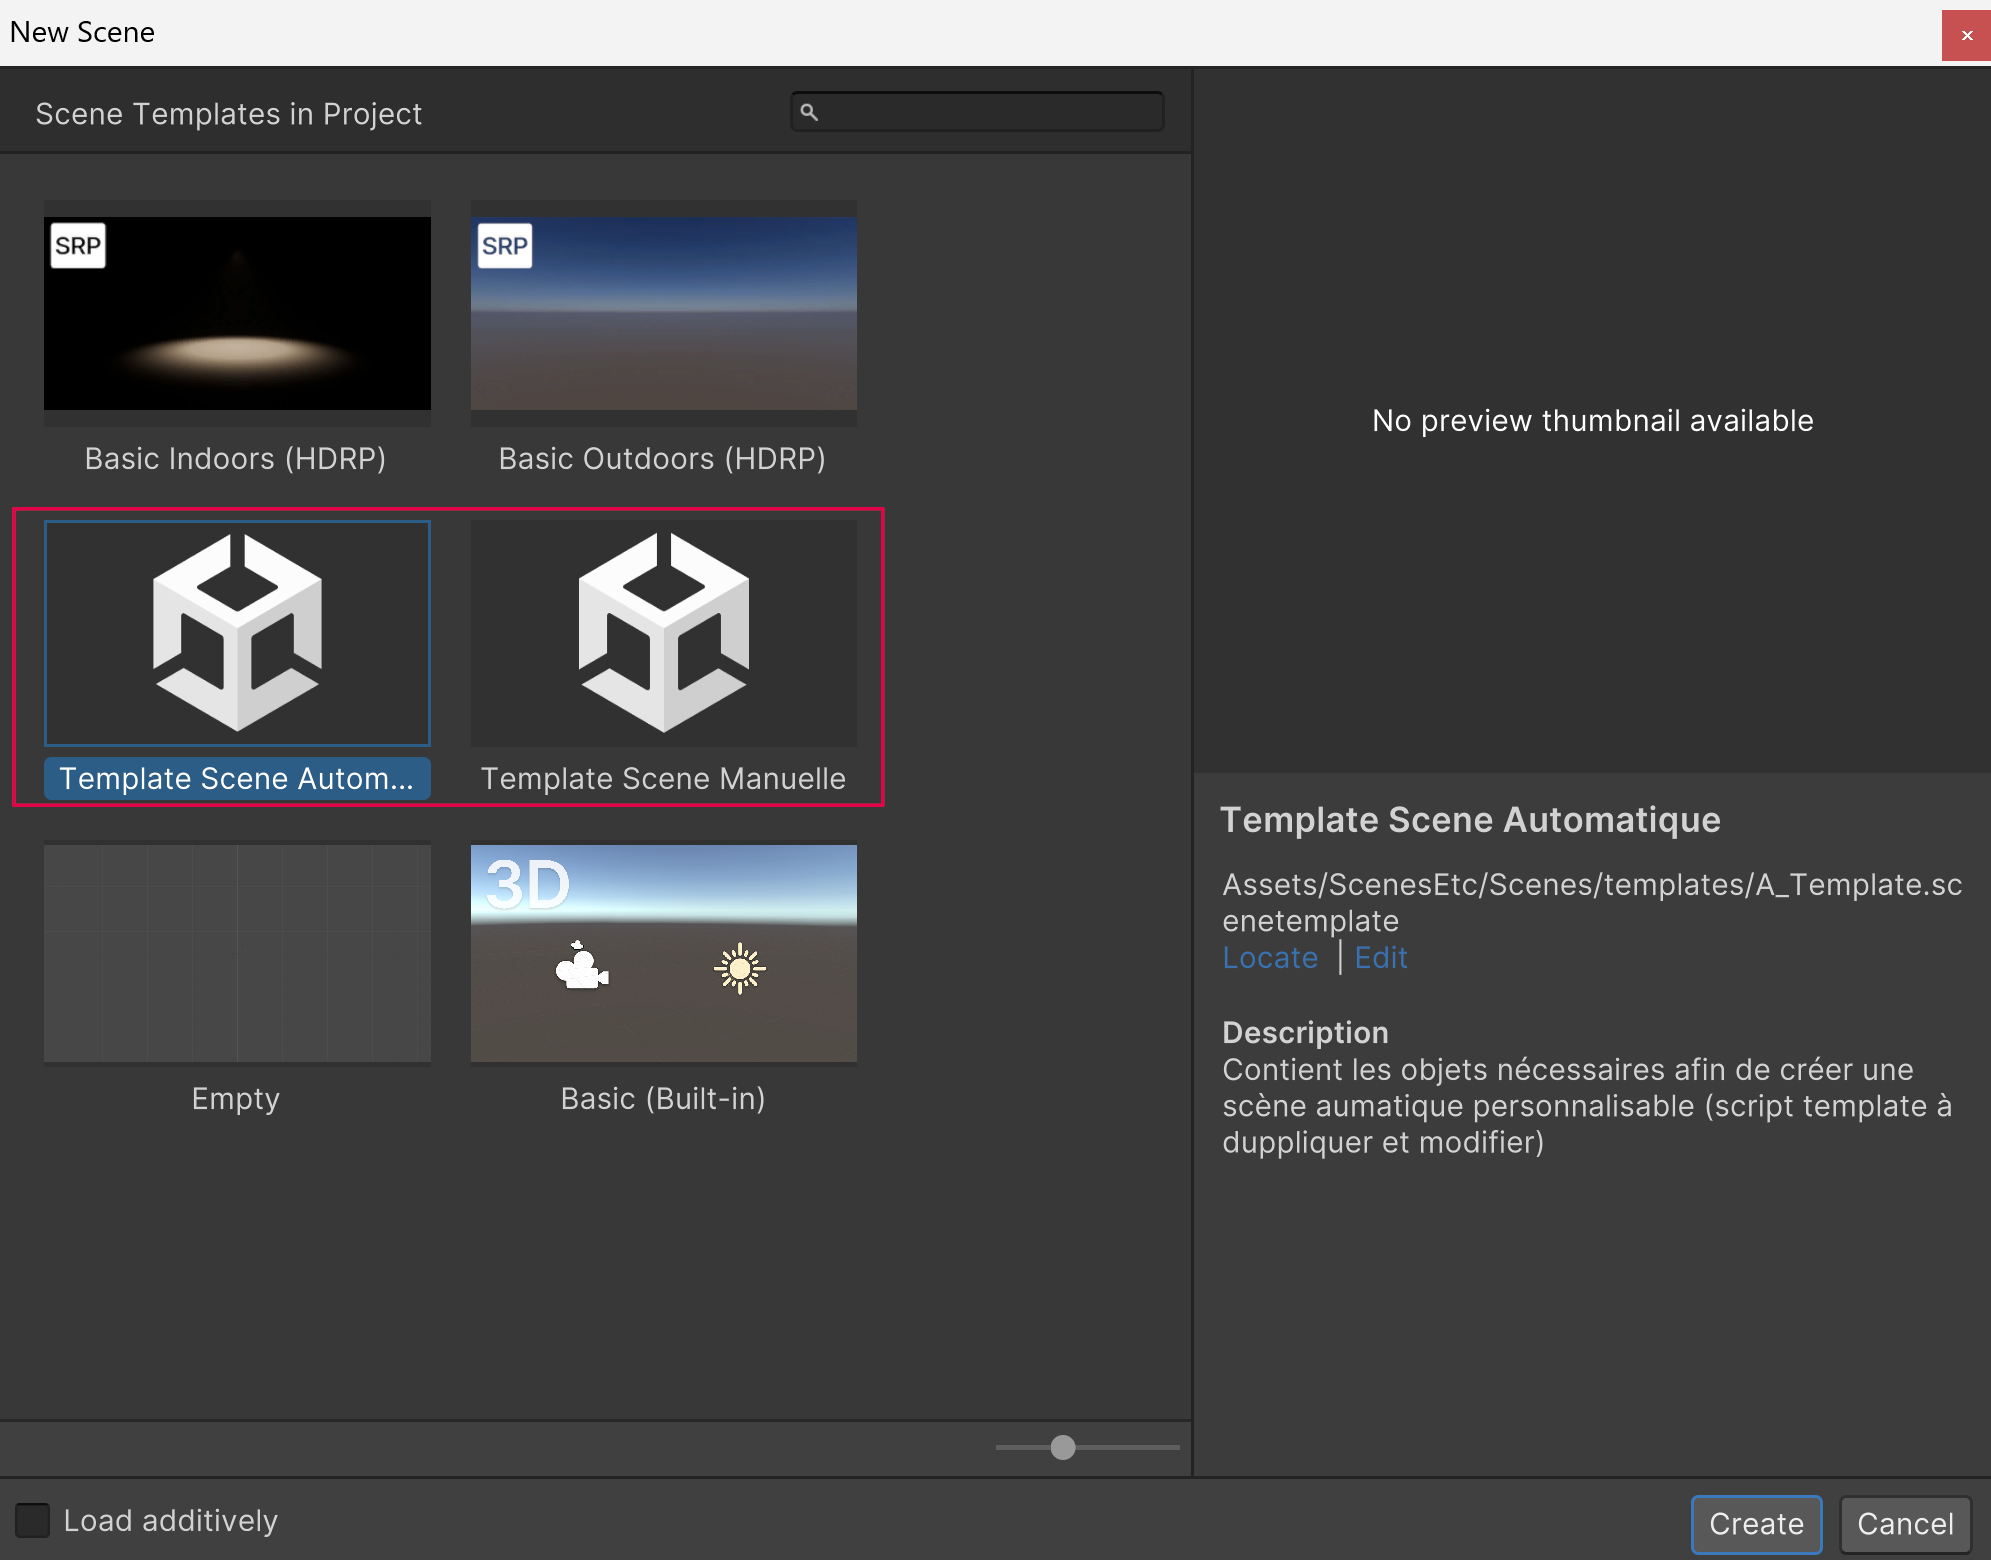 New Scene
Scene Templates in Project
SRP
SRP
Basic Indoors (HDRP)
Basic Outdoors (HDRP)
Template Scene Autom...
Template Scene Manuelle
3D
Empty
Basic (Built-in)
No preview thumbnail available
Template Scene Automatique
Assets/ScenesEtc/Scenes/templates/A_Template.sc
enetemplate
Locate | Edit
Description
Contient les objets nécessaires afin de créer une
scène aumatique personnalisable (script template à
duppliquer et modifier)
Load additively
Create
Cancel